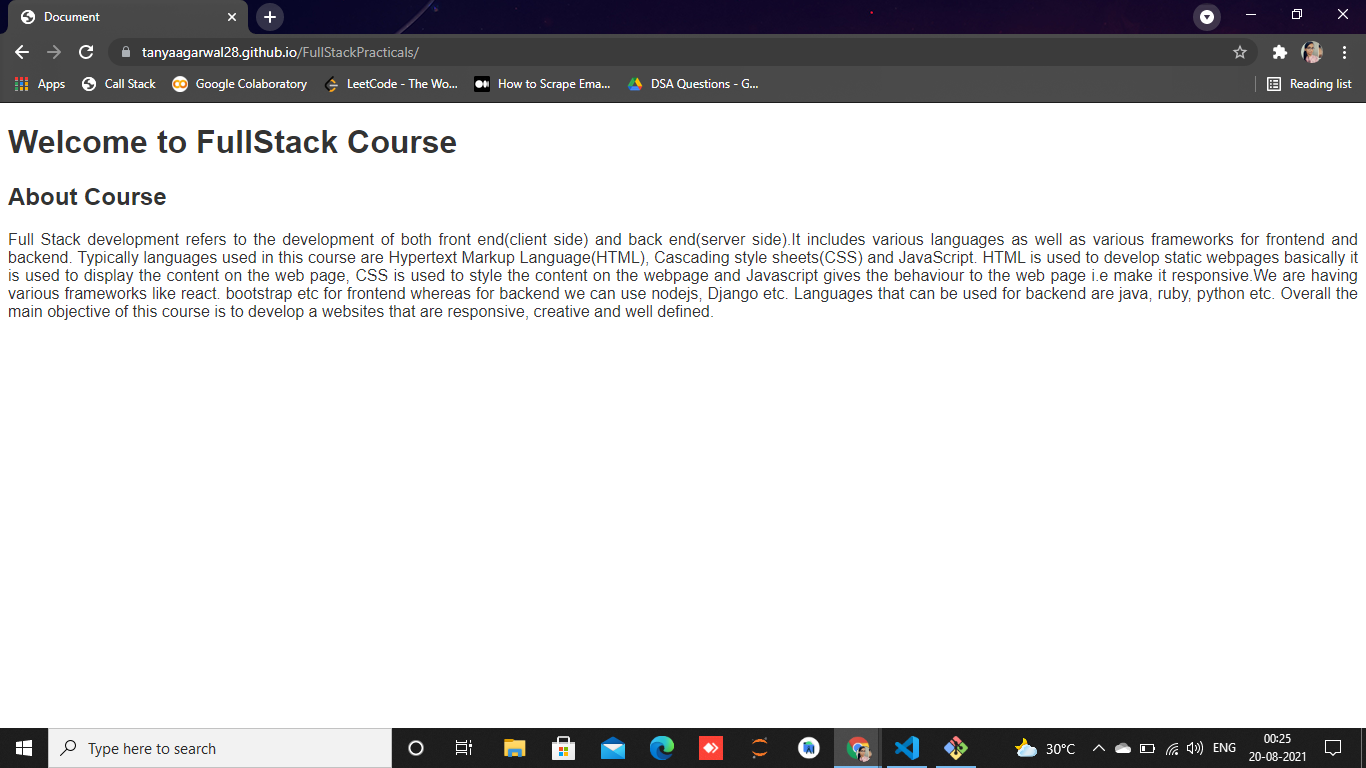 Document
tanyaagarwal28.github.io/FullStackPracticals/
Apps Call Stack Google Colaboratory LeetCode - The Wo... How to Scrape Ema... DSA Questions - G... Reading list
Welcome to FullStack Course
About Course
Full Stack development refers to the development of both front end(client side) and back end(server side).It includes various languages as well as various frameworks for frontend and
backend. Typically languages used in this course are Hypertext Markup Language(HTML), Cascading style sheets(CSS) and JavaScript. HTML is used to develop static webpages basically it
is used to display the content on the web page, CSS is used to style the content on the webpage and Javascript gives the behaviour to the web page i.e make it responsive.We are having
various frameworks like react. bootstrap etc for frontend whereas for backend we can use nodejs, Django etc. Languages that can be used for backend are java, ruby, python etc. Overall the
main objective of this course is to develop a websites that are responsive, creative and well defined.
Type here to search
30°C
ENG
00:25
20-08-2021